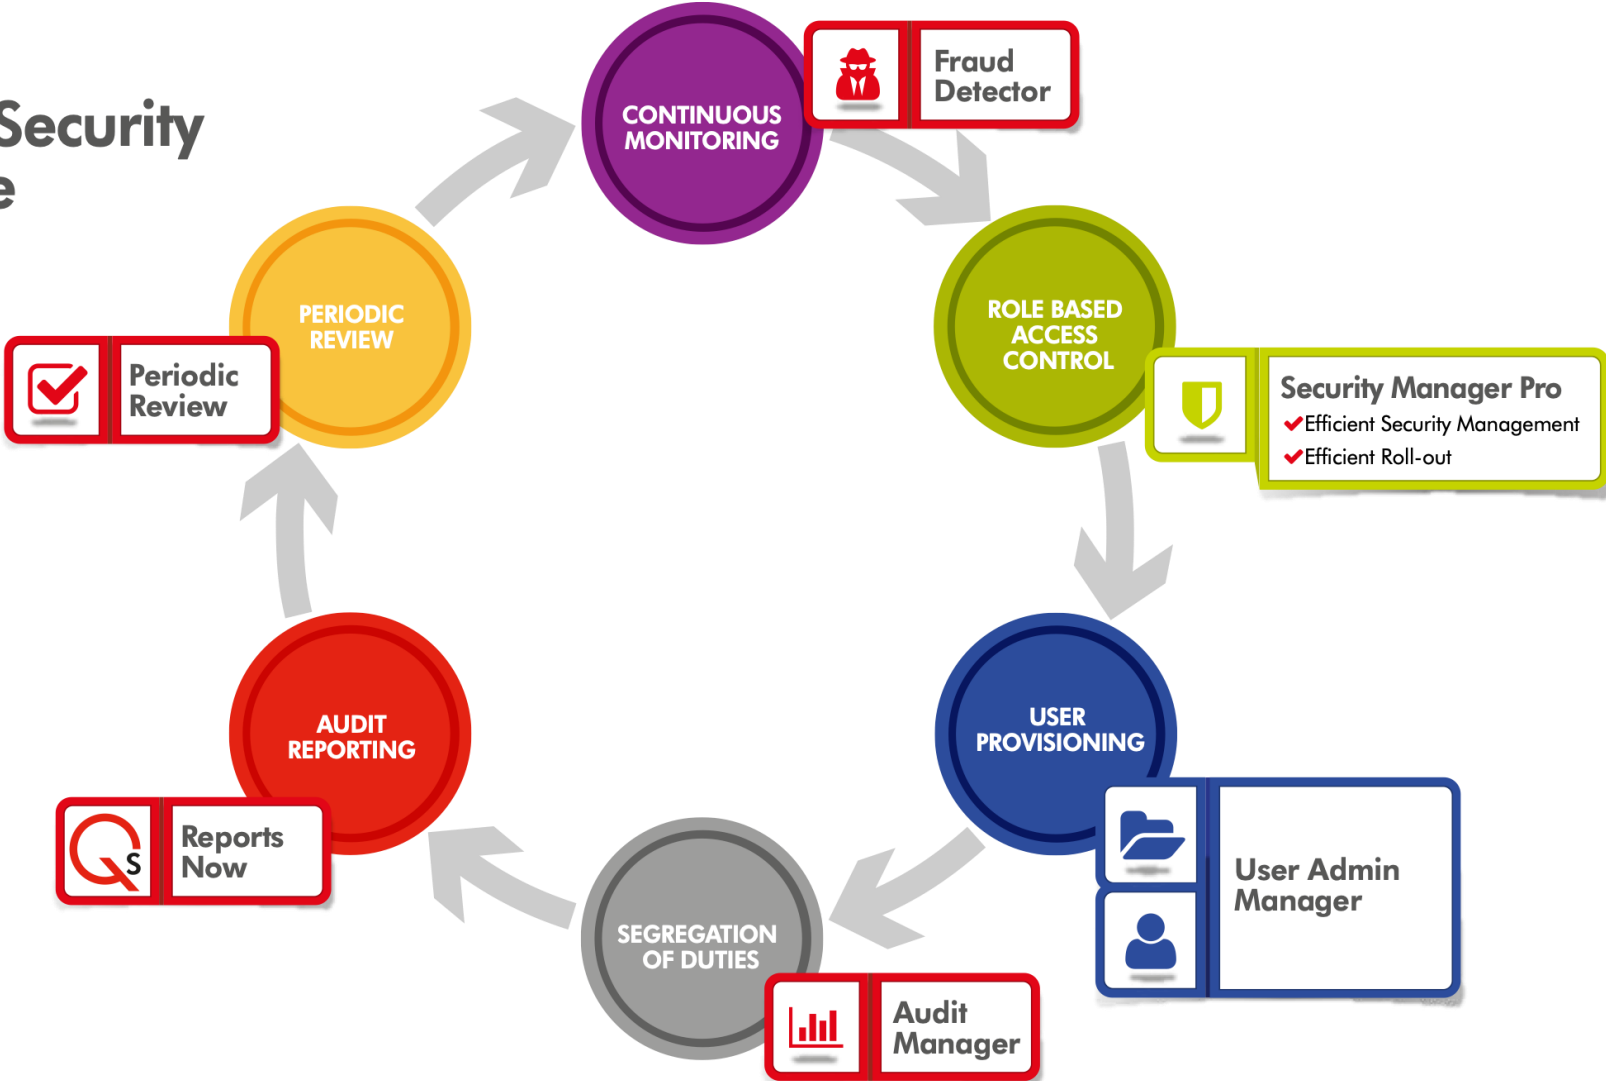 Security
e
CONTINUOUS
MONITORING
Fraud
Detector
ROLE BASED
ACCESS
CONTROL
Security Manager Pro
Efficient Security Management
Efficient Roll-out
USER
PROVISIONING
User Admin
Manager
SEGREGATION
OF DUTIES
Audit
Manager
AUDIT
REPORTING
QS
Reports
Now
PERIODIC
REVIEW
Periodic
Review